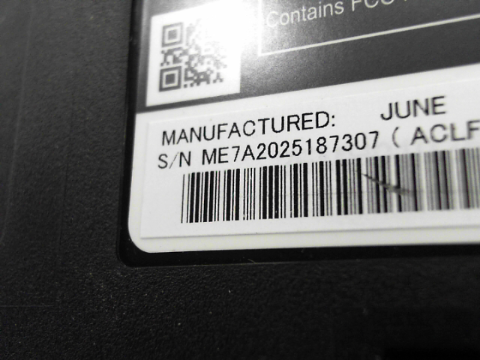 Contains FCC
MANUFACTURED: JUNE
S/N ME7A2025187307 ( ACLF